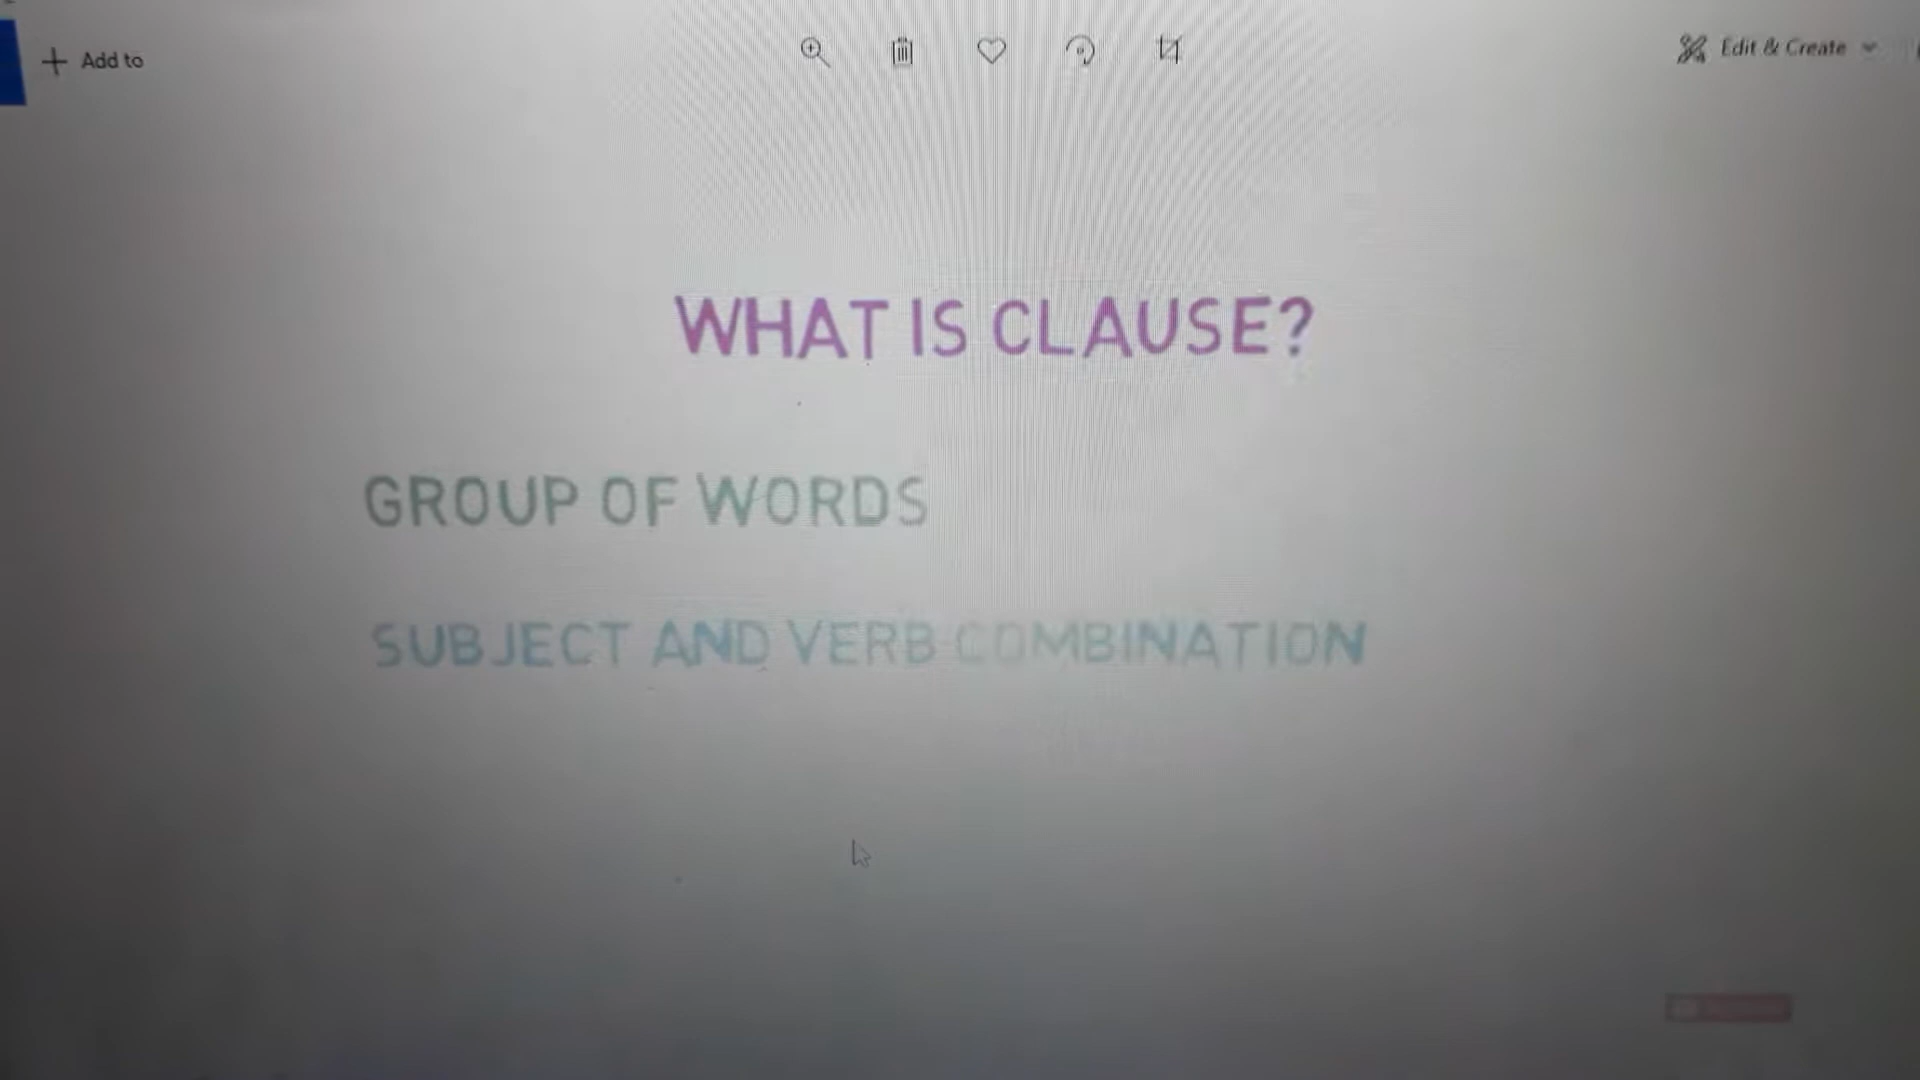 Add to
Edit & Create
WHAT IS CLAUSE?
GROUP OF WORDS
SUBJECT AND VERB COMBINATION